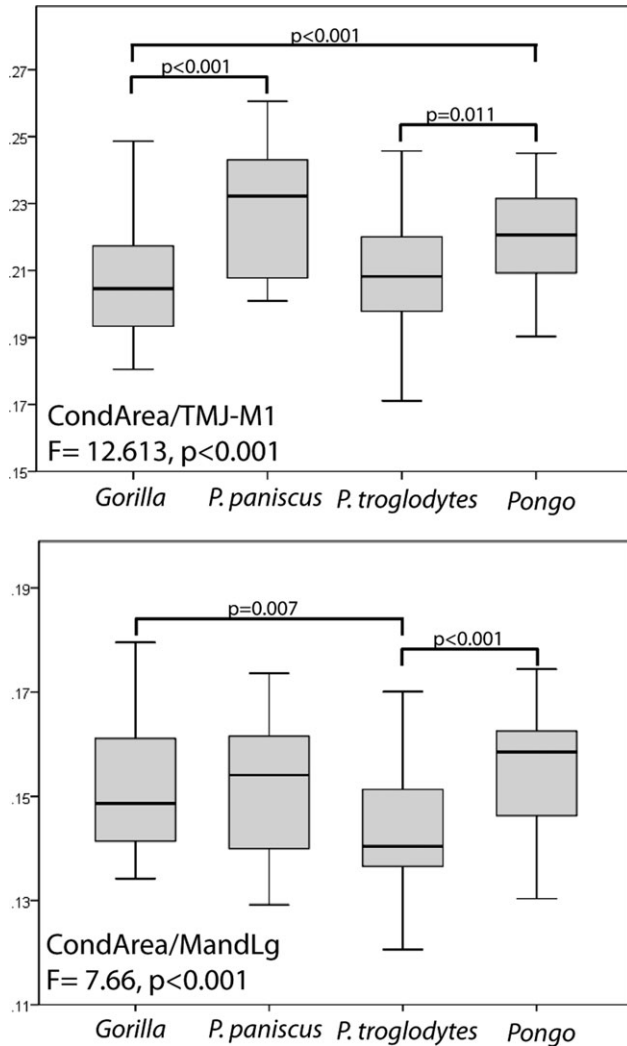 p<0.001
.27
p<0.001
.25
p=0.011
.23
.21
.19
.17
CondArea/TMJ-M1
F= 12.613, p<0.001
.15
Gorilla P. paniscus P. troglodytes Pongo
.19
p=0.007
p<0.001
.17
.15
.13
CondArea/MandLg
F= 7.66, p<0.001
.11
Gorilla P. paniscus P. troglodytes Pongo